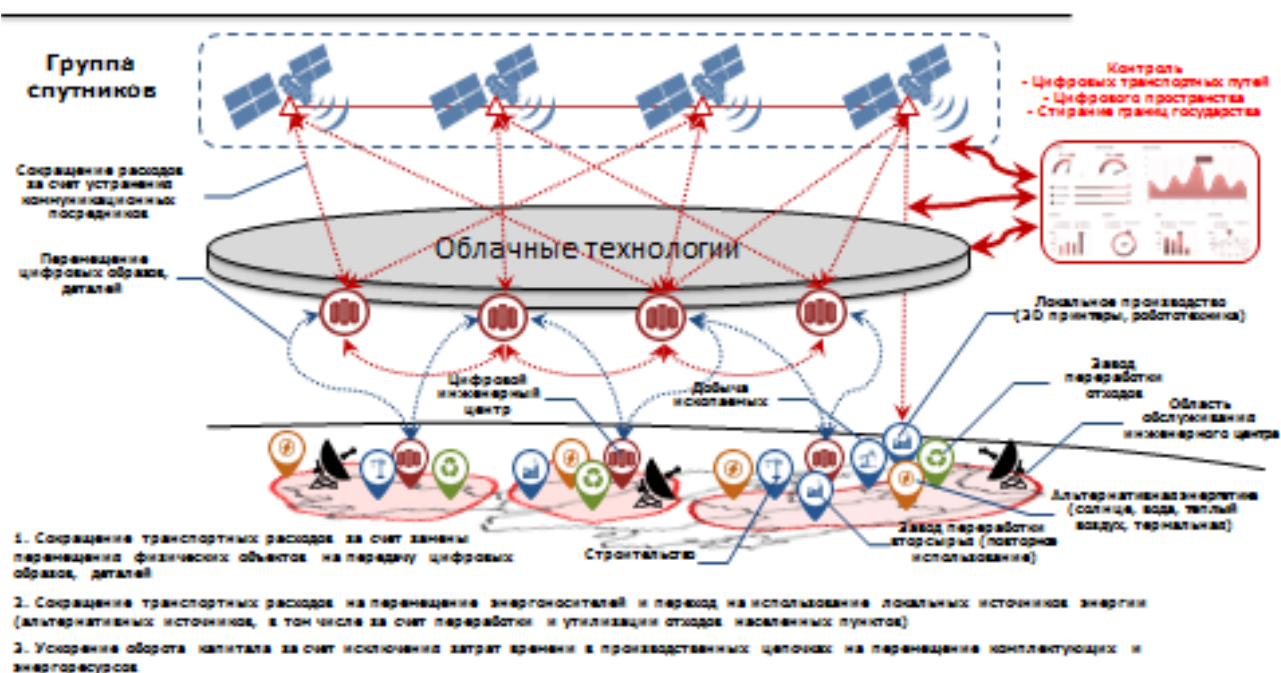 Группа
спутников
Контроль
- Цифровых транспортных путей
- Цифрового пространства
- Стирание границ государства
Сокращение расходов
за счет устранения
коммуникационных
посредников
Облачные технологии
Перемещение
цифровых образов,
деталей
Локальное производство
(3D принтеры, робототехника)
Завод
переработки
отходов
Цифровой
инженерный
центр
Добыча
ископаемых
Область
обслуживания
инженерного центра
Альтернативная энергетика
(солнце, вода, теплый
воздух, термальная)
Завод переработки
вторсырья (повторное
использование)
Строительство
1. Сокращение транспортных расходов за счет замены
перемещения физических объектов на передачу цифровых
образов, деталей
2. Сокращение транспортных расходов на перемещение энергоносителей и переход на использование локальных источников энергии
(альтернативных источников, в том числе за счет переработки и утилизации отходов населенных пунктов)
3. Ускорение оборота капитала за счет исключения затрат времени в производственных цепочках на перемещение комплектующих и
энергоресурсов